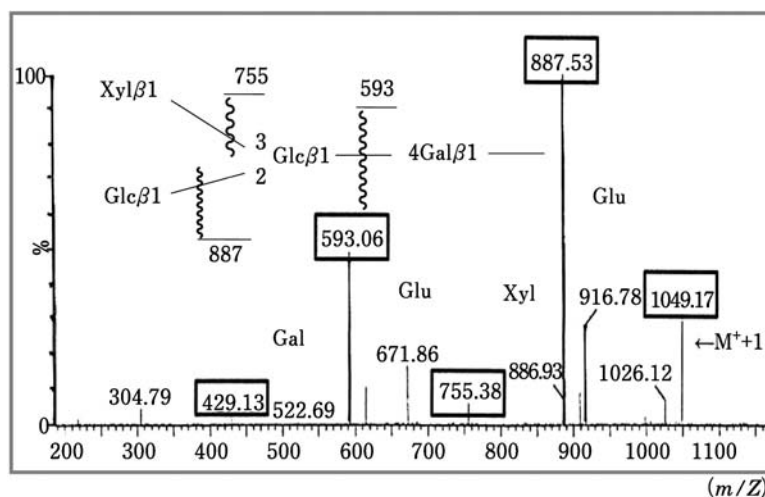 100
%
0
755
Xylβ1
3
2
Glcβ1
887
593
Glcβ1
4Galβ1
887.53
Glu
593.06
Glu
Xyl
916.78
1049.17
←M⁺+1
Gal
671.86
886.93
1026.12
304.79
429.13
522.69
755.38
200 300 400 500 600 700 800 900 1000 1100
(m/Z)